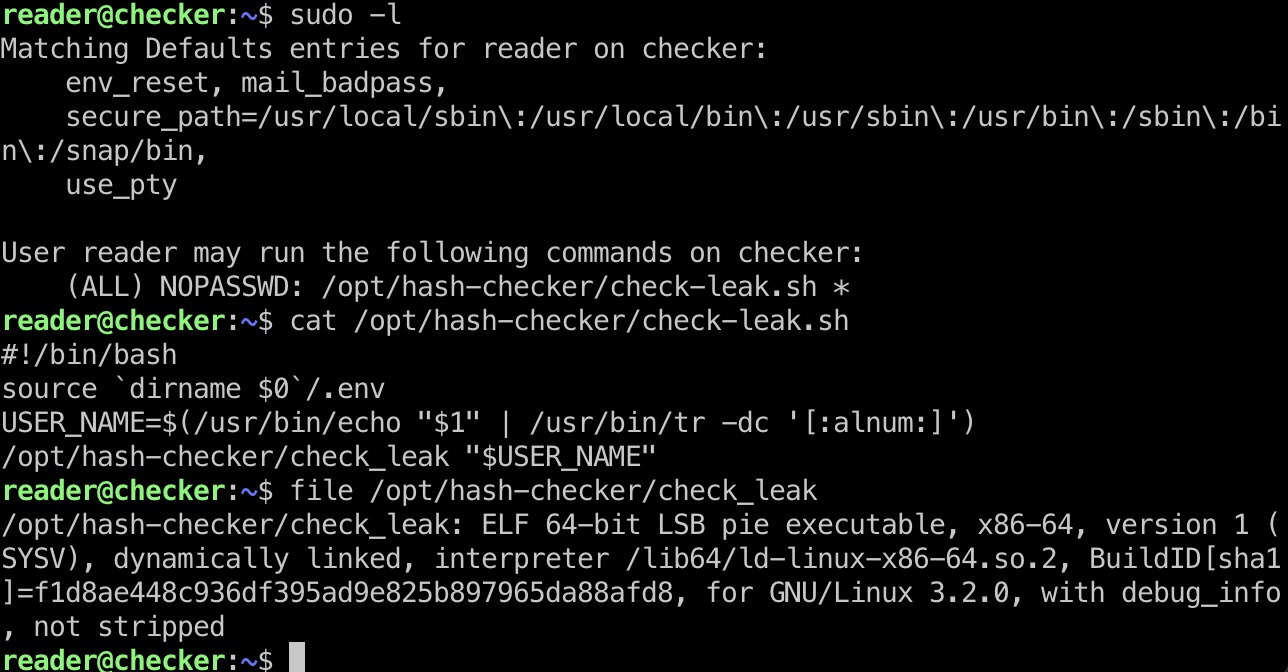 reader@checker:~$ sudo -l
Matching Defaults entries for reader on checker:
    env_reset, mail_badpass,
    secure_path=/usr/local/sbin\:/usr/local/bin\:/usr/sbin\:/usr/bin\:/sbin\:/bi
n\:/snap/bin,
    use_pty

User reader may run the following commands on checker:
    (ALL) NOPASSWD: /opt/hash-checker/check-leak.sh *
reader@checker:~$ cat /opt/hash-checker/check-leak.sh
#!/bin/bash
source `dirname $0`/.env
USER_NAME=$(/usr/bin/echo "$1" | /usr/bin/tr -dc '[:alnum:]')
/opt/hash-checker/check_leak "$USER_NAME"
reader@checker:~$ file /opt/hash-checker/check_leak
/opt/hash-checker/check_leak: ELF 64-bit LSB pie executable, x86-64, version 1 (
SYSV), dynamically linked, interpreter /lib64/ld-linux-x86-64.so.2, BuildID[sha1
]=f1d8ae448c936df395ad9e825b897965da88afd8, for GNU/Linux 3.2.0, with debug_info
, not stripped
reader@checker:~$